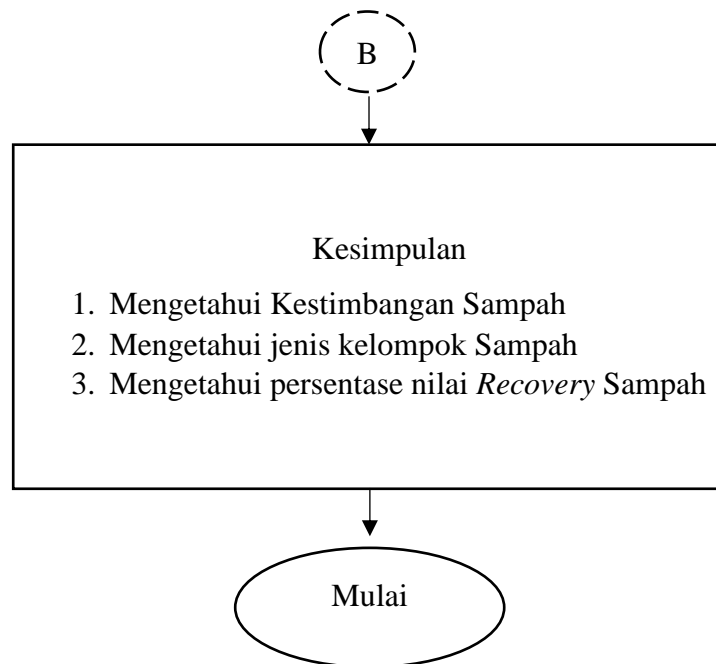 B
Kesimpulan
1. Mengetahui Kestimbangan Sampah
2. Mengetahui jenis kelompok Sampah
3. Mengetahui persentase nilai Recovery Sampah
Mulai